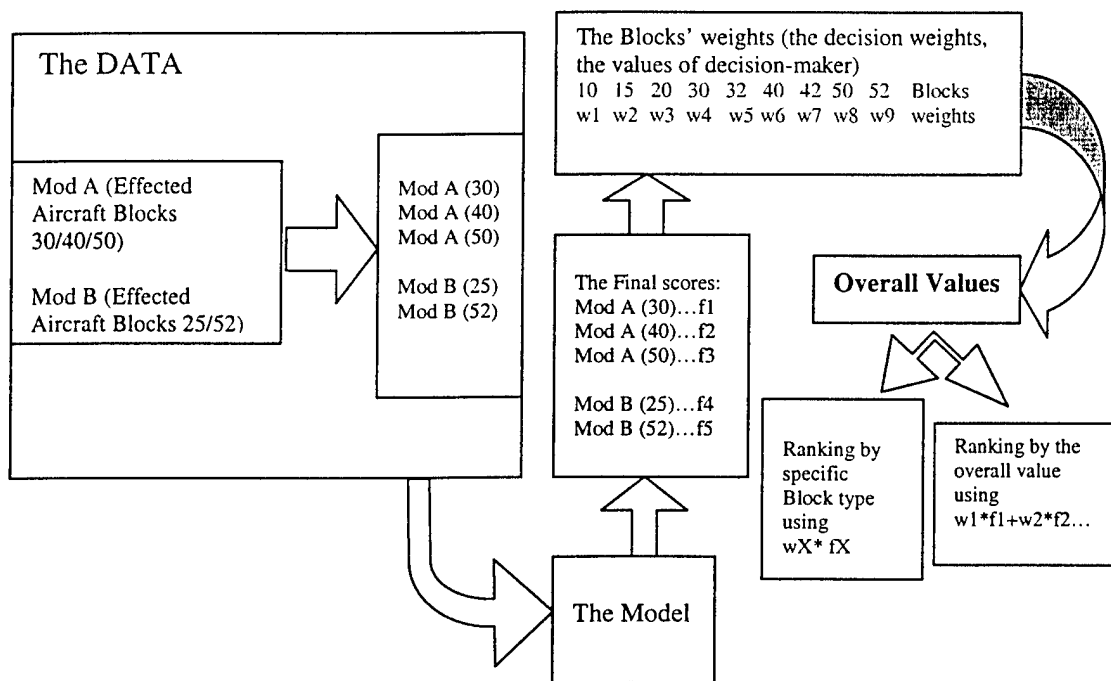 The DATA
Mod A (Effected
Aircraft Blocks
30/40/50)
Mod B (Effected
Aircraft Blocks 25/52)
Mod A (30)
Mod A (40)
Mod A (50)
Mod B (25)
Mod B (52)
The Model
The Final scores:
Mod A (30)...f1
Mod A (40)...f2
Mod A (50)...f3
Mod B (25)...f4
Mod B (52)...f5
The Blocks' weights (the decision weights,
the values of decision-maker)
10 15 20 30 32 40 42 50 52 Blocks
w1 w2 w3 w4 w5 w6 w7 w8 w9 weights
Overall Values
Ranking by
specific
Block type
using
wX* fX
Ranking by the
overall value
using
w1*f1+w2*f2...